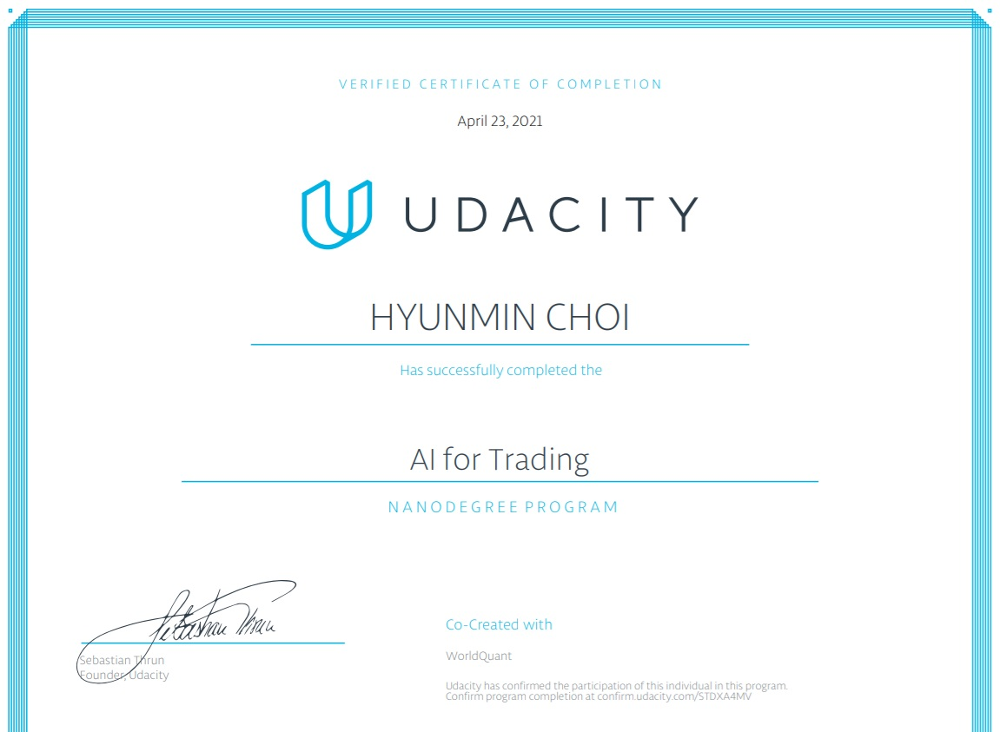 VERIFIED CERTIFICATE OF COMPLETION
April 23, 2021
UDACITY
HYUNMIN CHOI
Has successfully completed the
AI for Trading
NANODEGREE PROGRAM
Sebastian Thrun
Sebastian Thrun
Founder, Udacity
Co-Created with
WorldQuant
Udacity has confirmed the participation of this individual in this program.
Confirm program completion at confirm.udacity.com/STDXA4MV